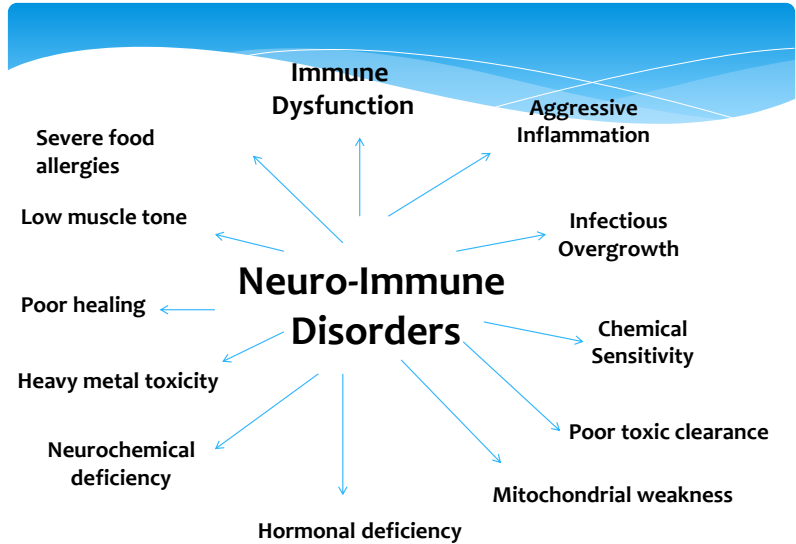 Immune
Dysfunction
Aggressive
Inflammation
Severe food
allergies
Low muscle tone
Infectious
Overgrowth
Neuro-Immune
Disorders
Poor healing
Chemical
Sensitivity
Heavy metal toxicity
Poor toxic clearance
Neurochemical
deficiency
Mitochondrial weakness
Hormonal deficiency